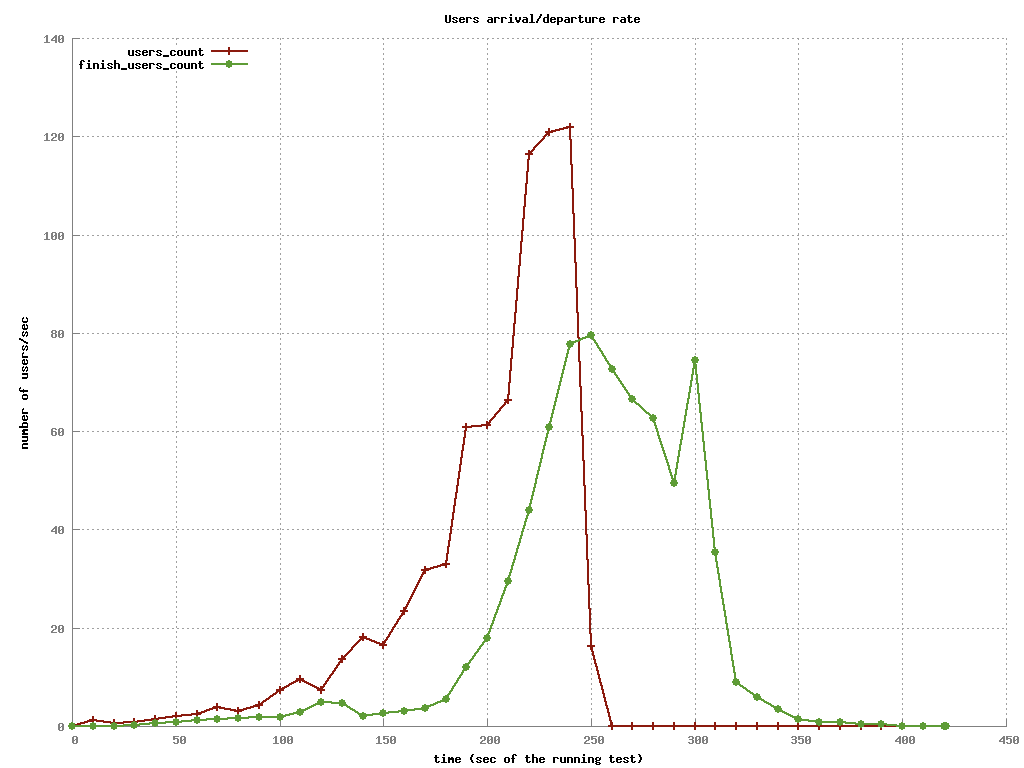 Users arrival/departure rate
users_count
finish_users_count
number of users/sec
140
120
100
80
60
40
20
0
0 50 100 150 200 250 300 350 400 450
time (sec of the running test)